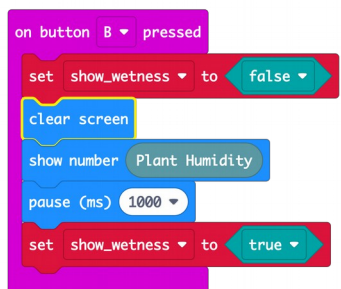 on button B pressed
set show_wetness to false
clear screen
show number Plant Humidity
pause (ms) 1000
set show_wetness to true